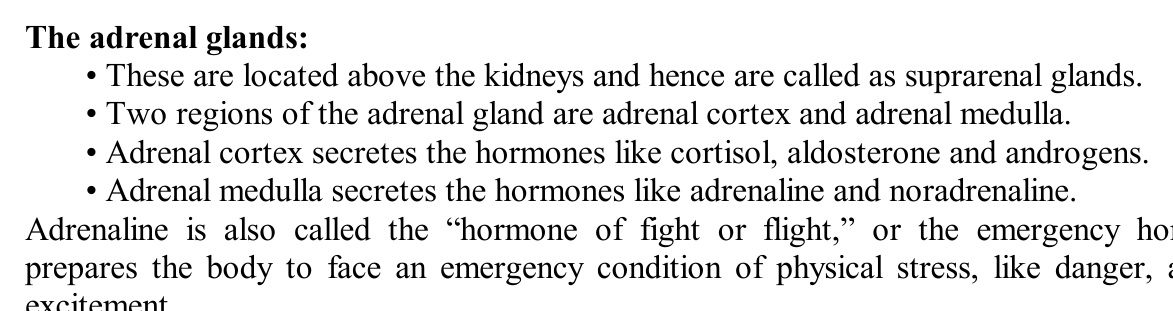 The adrenal glands:
• These are located above the kidneys and hence are called as suprarenal glands.
• Two regions of the adrenal gland are adrenal cortex and adrenal medulla.
• Adrenal cortex secretes the hormones like cortisol, aldosterone and androgens.
• Adrenal medulla secretes the hormones like adrenaline and noradrenaline.
Adrenaline is also called the “hormone of fight or flight,” or the emergency
prepares the body to face an emergency condition of physical stress, like danger,
excitement